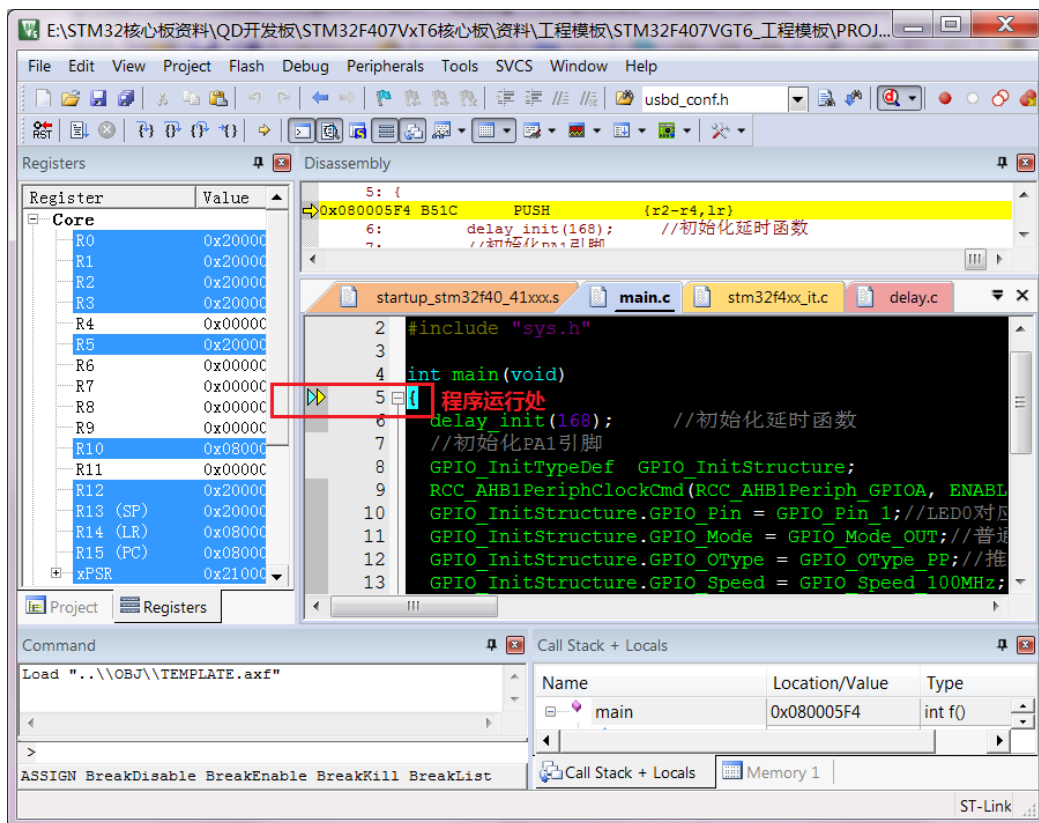 E:\STM32核心板资料\QD开发板\STM32F407VxT6核心板\资料\工程模板\STM32F407VGT6_工程模板\PROJ...
File Edit View Project Flash Debug Peripherals Tools SVCS Window Help
usbd_conf.h
RST
Registers
Disassembly
Register Value
Core
R0 0x20000
R1 0x20000
R2 0x20000
R3 0x20000
R4 0x00000
R5 0x20000
R6 0x00000
R7 0x00000
R8 0x00000
R9 0x00000
R10 0x08000
R11 0x00000
R12 0x20000
R13 (SP) 0x20000
R14 (LR) 0x08000
R15 (PC) 0x08000
xPSR 0x21000
Project Registers
5: {
0x080005F4 B51C PUSH {r2-r4,lr}
6: delay_init(168); //初始化延时函数
7: //初始化PA1引脚
startup_stm32f40_41xxx.s main.c stm32f4xx_it.c delay.c
2 #include "sys.h"
3
4 int main(void)
5 { 程序运行处
6 delay_init(168); //初始化延时函数
7 //初始化PA1引脚
8 GPIO_InitTypeDef GPIO_InitStructure;
9 RCC_AHB1PeriphClockCmd(RCC_AHB1Periph_GPIOA, ENABL
10 GPIO_InitStructure.GPIO_Pin = GPIO_Pin_1;//LED0对应
11 GPIO_InitStructure.GPIO_Mode = GPIO_Mode_OUT;//普通
12 GPIO_InitStructure.GPIO_OType = GPIO_OType_PP;//推
13 GPIO_InitStructure.GPIO_Speed = GPIO_Speed_100MHz;
Command
Load "..\\OBJ\\TEMPLATE.axf"
>
ASSIGN BreakDisable BreakEnable BreakKill BreakList
Call Stack + Locals
Name Location/Value Type
main 0x080005F4 int f()
Call Stack + Locals Memory 1
ST-Link